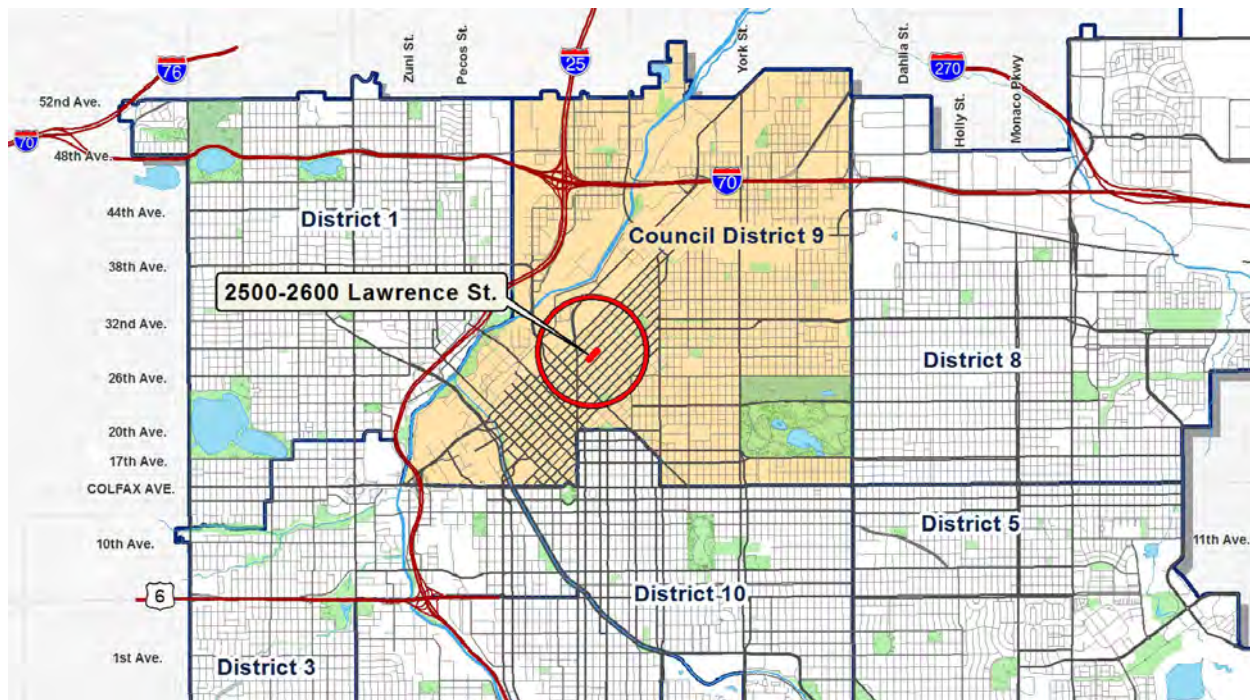 Zuni St.
Pecos St.
York St.
Dahlia St.
Holly St.
Monaco Pkwy
76
25
270
52nd Ave.
70
48th Ave.
70
44th Ave.
District 1
Council District 9
38th Ave.
2500-2600 Lawrence St.
32nd Ave.
District 8
26th Ave.
20th Ave.
17th Ave.
COLFAX AVE.
District 5
10th Ave.
11th Ave.
6
District 10
1st Ave.
District 3